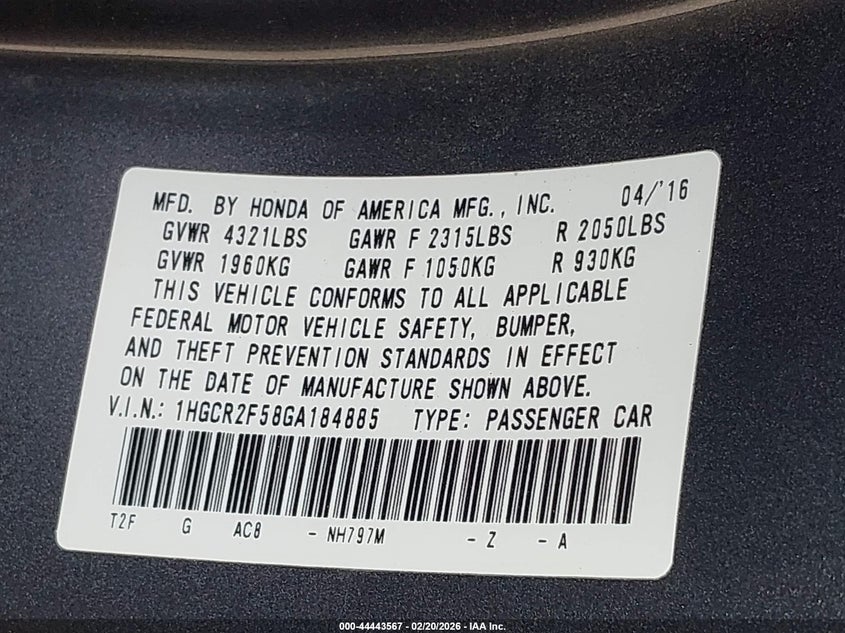 MFD. BY HONDA OF AMERICA MFG., INC. 04/'16
GVWR 4321LBS GAWR F 2315LBS R 2050LBS
GVWR 1960KG GAWR F 1050KG R 930KG
THIS VEHICLE CONFORMS TO ALL APPLICABLE
FEDERAL MOTOR VEHICLE SAFETY, BUMPER,
AND THEFT PREVENTION STANDARDS IN EFFECT
ON THE DATE OF MANUFACTURE SHOWN ABOVE.
V.I.N.: 1HGCR2F58GA184885 TYPE: PASSENGER CAR
T2F G AC8 - NH797M - Z - A
000-44443567 - 02/20/2026 - IAA Inc.